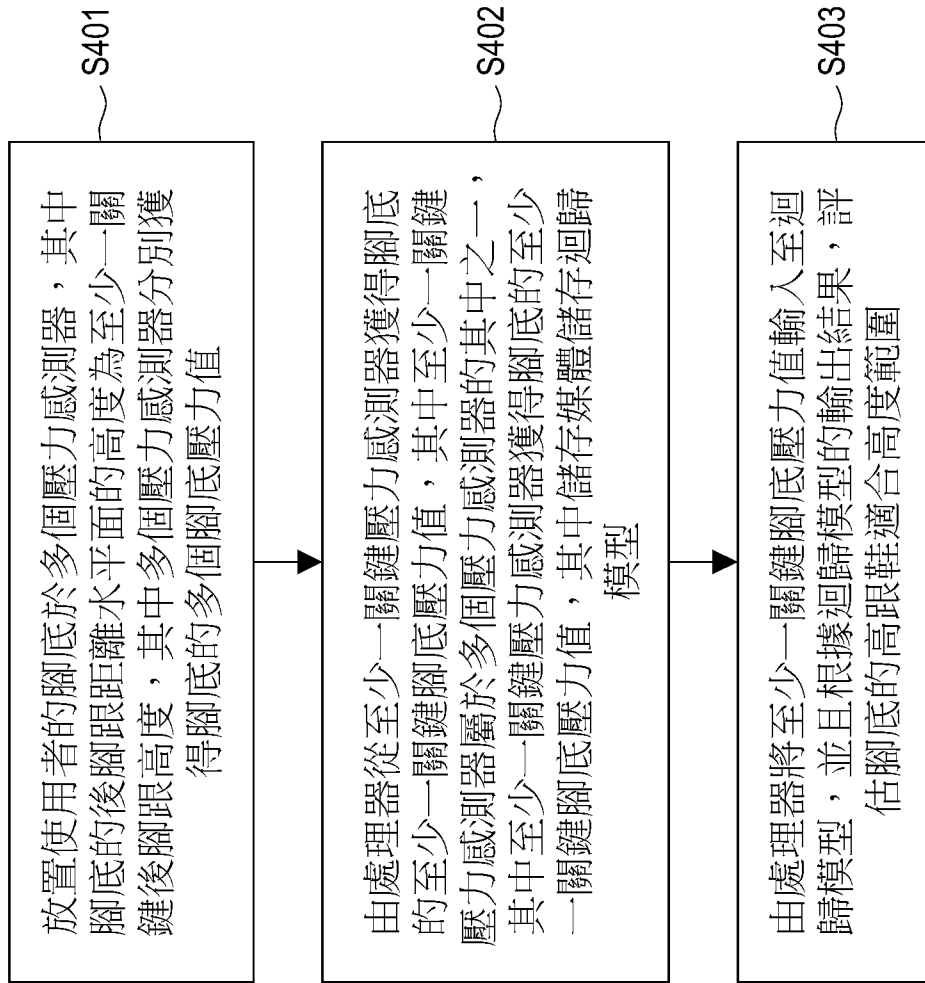 S401
放置使用者的腳底於多個壓力感測器，其中
腳底的後腳跟距離水平面的高度為至少一關
鍵後腳跟高度，其中多個壓力感測器分別獲
得腳底的多個腳底壓力值
S402
由處理器從至少一關鍵壓力感測器獲得腳底
的至少一關鍵腳底壓力值，其中至少一關鍵
壓力感測器屬於多個壓力感測器的其中之一，
其中至少一關鍵壓力感測器獲得腳底的至少
一關鍵腳底壓力值，其中儲存媒體儲存迴歸
模型
S403
由處理器將至少一關鍵腳底壓力值輸入至迴
歸模型，並且根據迴歸模型的輸出結果，評
估腳底的高跟鞋適合高度範圍